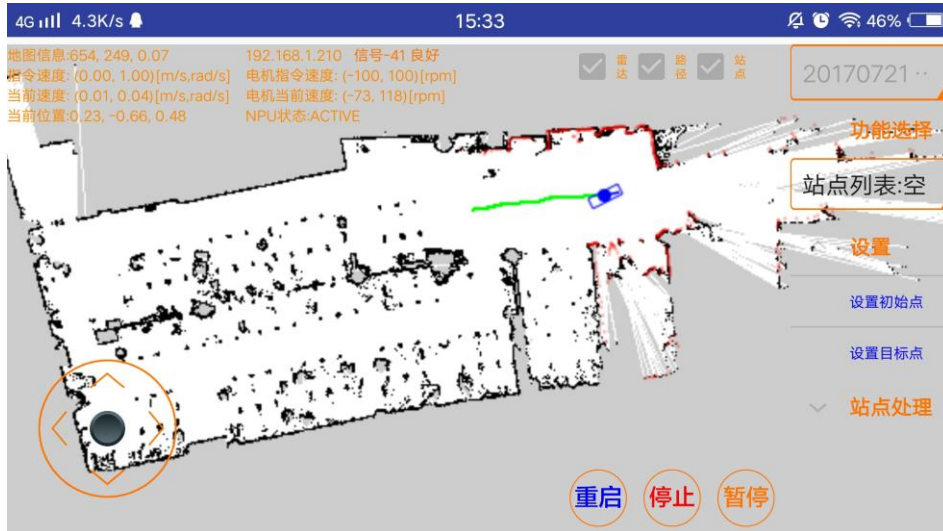 4G 4.3K/s 15:33 46%
地图信息:654, 249, 0.07 192.168.1.210 信号-41 良好
指令速度: (0.00, 1.00)[m/s,rad/s] 电机指令速度: (-100, 100)[rpm]
当前速度: (0.01, 0.04)[m/s,rad/s] 电机当前速度: (-73, 118)[rpm]
当前位置:0.23, -0.66, 0.48 NPU状态:ACTIVE
雷达 路径 站点
20170721 ··
功能选择
站点列表:空
设置
设置初始点
设置目标点
站点处理
重启 停止 暂停